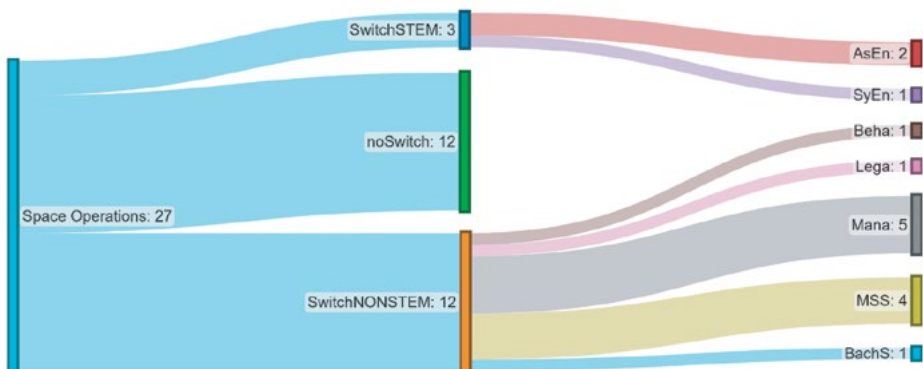 SwitchSTEM: 3
AsEn: 2
SyEn: 1
Beha: 1
noSwitch: 12
Lega: 1
Space Operations: 27
Mana: 5
SwitchNONSTEM: 12
MSS: 4
BachS: 1